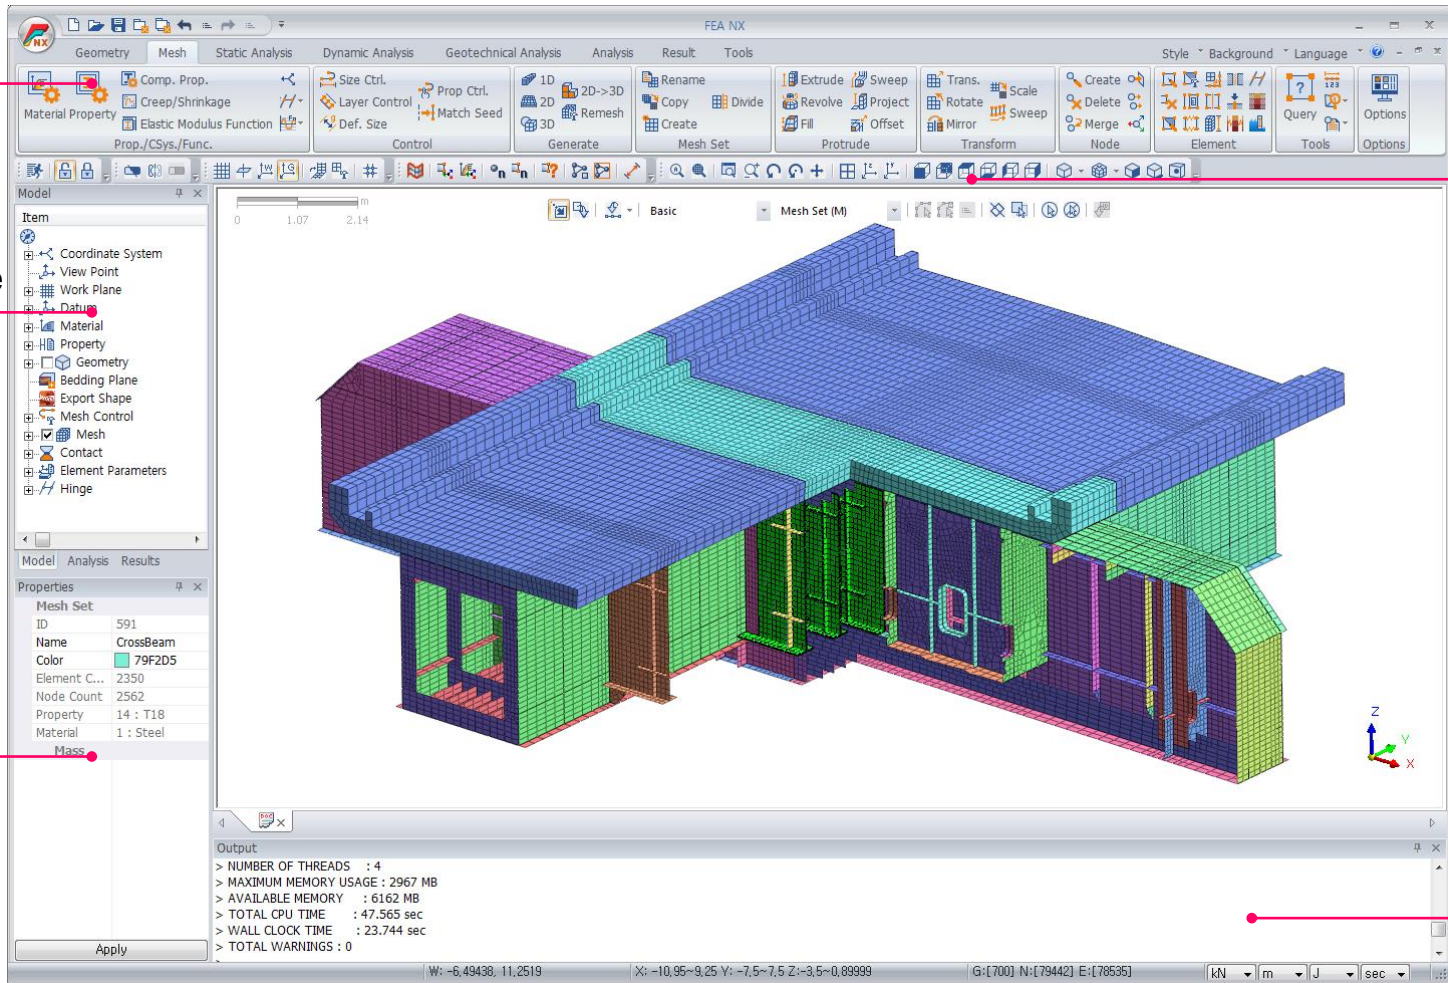 FEA NX
NX
Geometry Mesh Static Analysis Dynamic Analysis Geotechnical Analysis Analysis Result Tools Style Background Language
Comp. Prop. Size Ctrl. 1D Rename Extrude Sweep Trans. Create
Creep/Shrinkage Layer Control Prop Ctrl. 2D 2D->3D Copy Divide Revolve Project Rotate Scale Delete
Material Property Elastic Modulus Function Def. Size Match Seed 3D Remesh Create Fill Offset Mirror Sweep Merge Query Options
Prop./CSys./Func. Control Generate Mesh Set Protrude Transform Node Element Tools Options
Model
Item
Coordinate System
View Point
e
Work Plane
Datum
Material
Property
Geometry
Bedding Plane
Export Shape
Mesh Control
Mesh
Contact
Element Parameters
Hinge
Model Analysis Results
Properties
Mesh Set
ID 591
Name CrossBeam
Color 79F2D5
Element C... 2350
Node Count 2562
Property 14 : T18
Material 1 : Steel
Mass
Apply
m
0 1.07 2.14
Basic Mesh Set (M)
Z
Y
X
Output
> NUMBER OF THREADS : 4
> MAXIMUM MEMORY USAGE : 2967 MB
> AVAILABLE MEMORY : 6162 MB
> TOTAL CPU TIME : 47.565 sec
> WALL CLOCK TIME : 23.744 sec
> TOTAL WARNINGS : 0
>
W: -6,49438, 11,2519 X: -10,95~9,25 Y: -7,5~7,5 Z:-3,5~0,89999 G:[700] N:[79442] E:[78535] kN m J sec